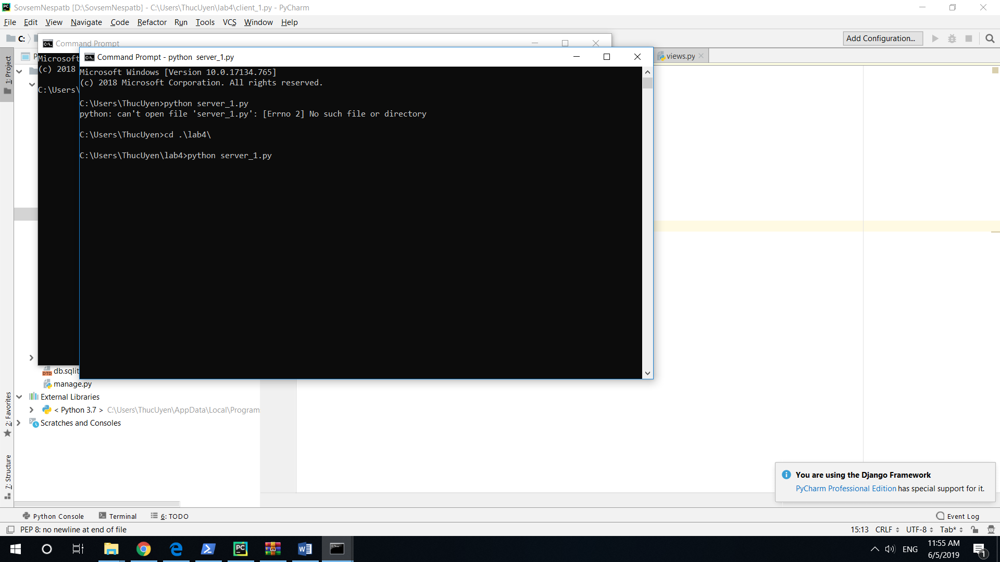 SovsemNespatb [D:\SovsemNespatb] - C:\Users\ThucUyen\lab4\client_1.py - PyCharm
File Edit View Navigate Code Refactor Run Tools VCS Window Help
C:
Add Configuration...
Command Prompt
Microsoft
(c) 2018
C:\Users\
Command Prompt - python server_1.py
views.py
Microsoft Windows [Version 10.0.17134.765]
(c) 2018 Microsoft Corporation. All rights reserved.
C:\Users\ThucUyen>python server_1.py
python: can't open file 'server_1.py': [Errno 2] No such file or directory
C:\Users\ThucUyen>cd .\lab4\
C:\Users\ThucUyen\lab4>python server_1.py
1: Project
P
db.sqlit
manage.py
External Libraries
< Python 3.7 > C:\Users\ThucUyen\AppData\Local\Program
Scratches and Consoles
2: Favorites
7: Structure
You are using the Django Framework
PyCharm Professional Edition has special support for it.
Python Console
Terminal
6: TODO
Event Log
PEP 8: no newline at end of file
15:13 CRLF UTF-8 Tab*
ENG
11:55 AM
6/5/2019
1